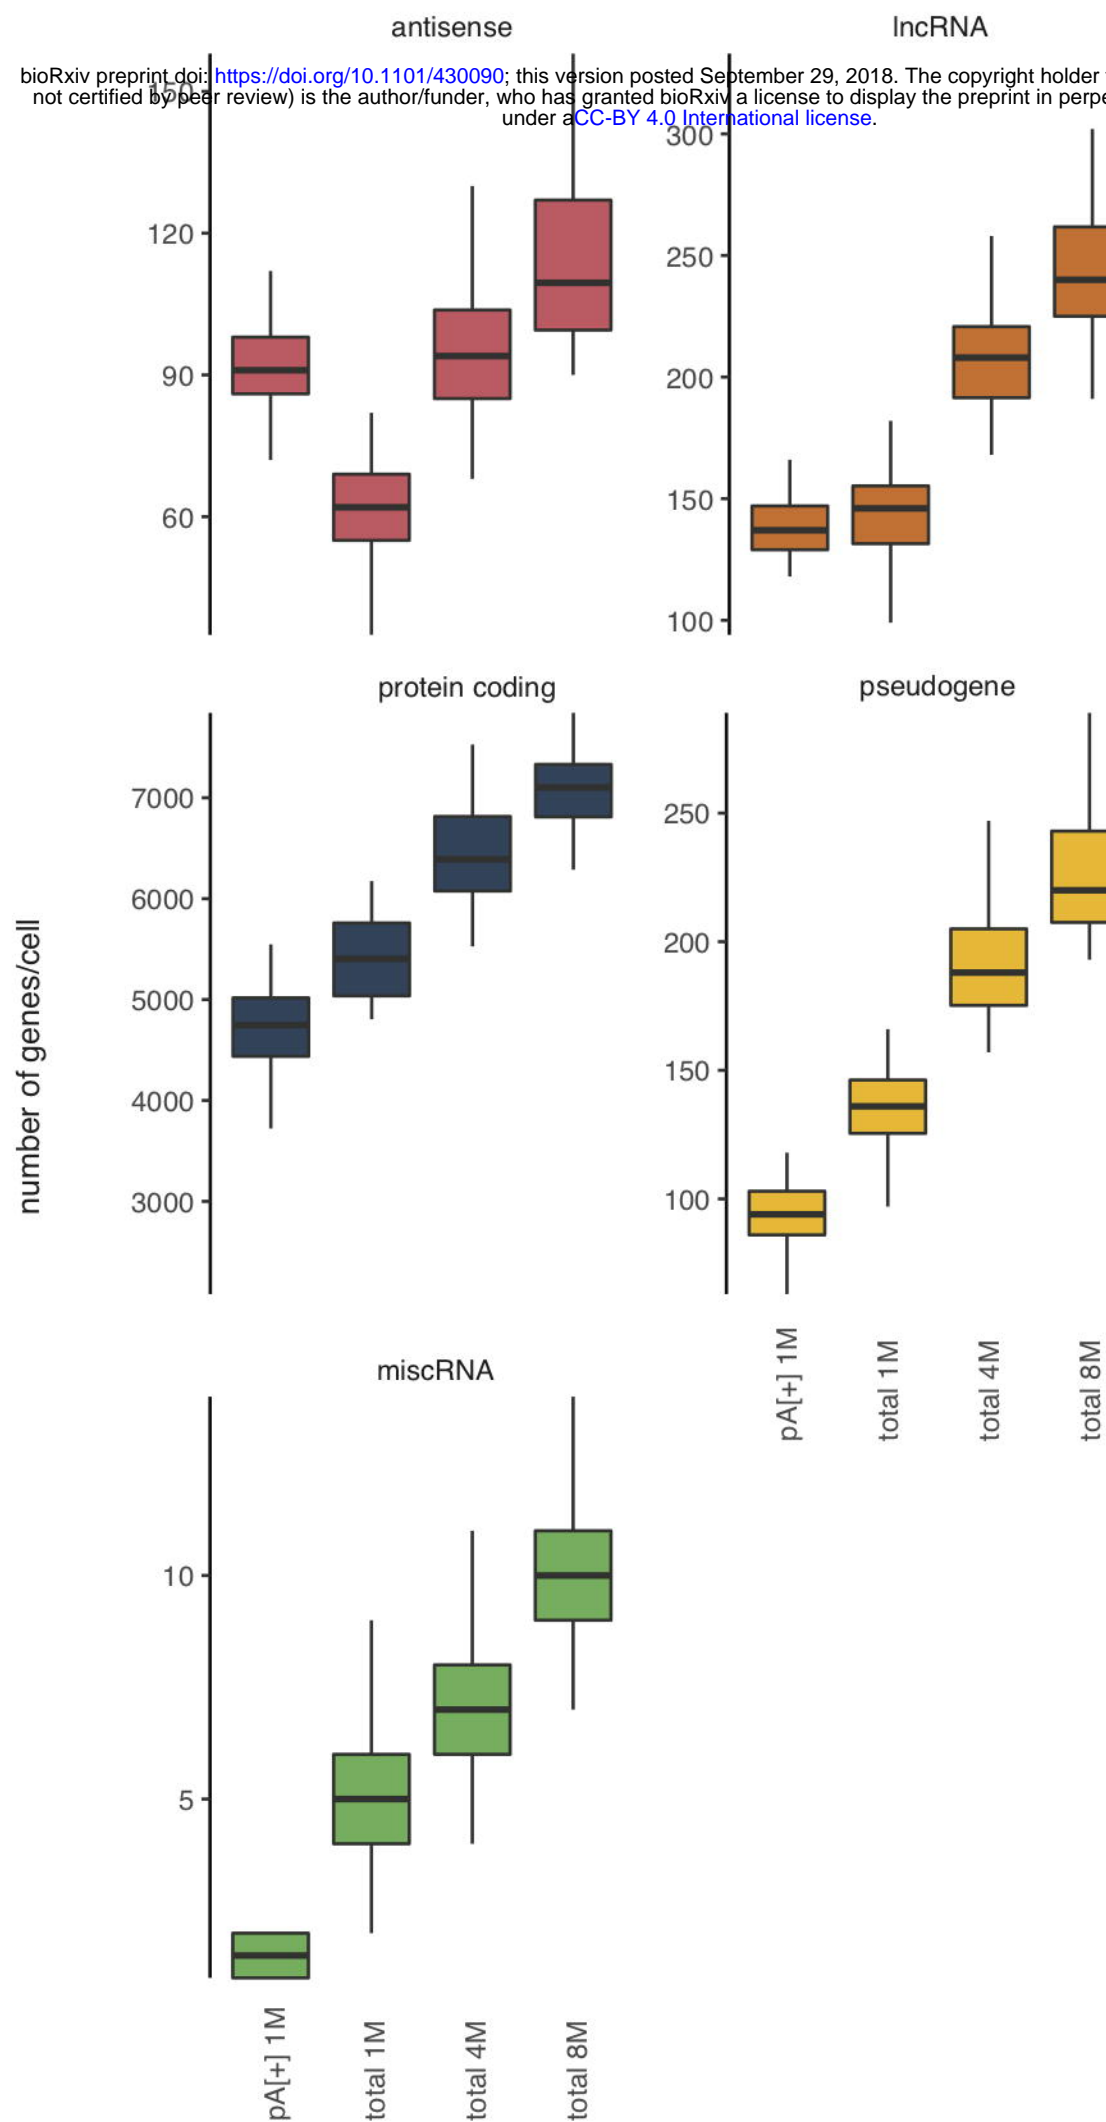 antisense
lncRNA
bioRxiv preprint doi: https://doi.org/10.1101/430090; this version posted September 29, 2018. The copyright holder
not certified by peer review) is the author/funder, who has granted bioRxiv a license to display the preprint in perpe
under aCC-BY 4.0 International license.
150
120
90
60
300
250
200
150
100
protein coding
pseudogene
number of genes/cell
7000
6000
5000
4000
3000
250
200
150
100
pA[+] 1M
total 1M
total 4M
total 8M
miscRNA
10
5
pA[+] 1M
total 1M
total 4M
total 8M